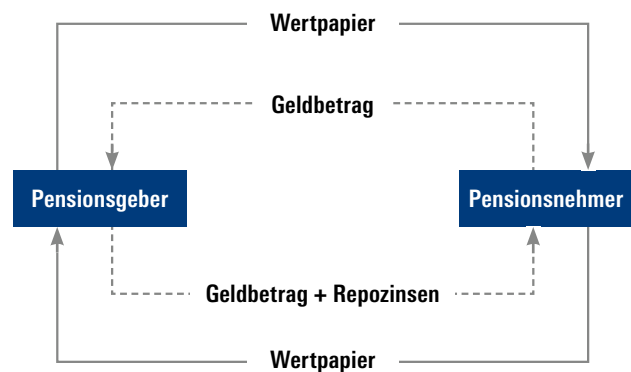 Wertpapier
Geldbetrag
Pensionsgeber
Pensionsnehmer
Geldbetrag + Repozinsen
Wertpapier